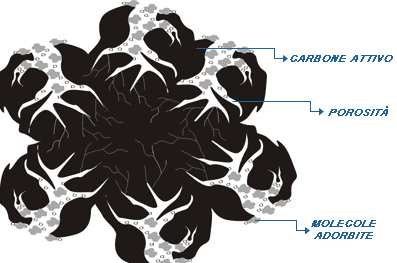 CARBONE ATTIVO
POROSITÀ
MOLECOLE
ADORBITE